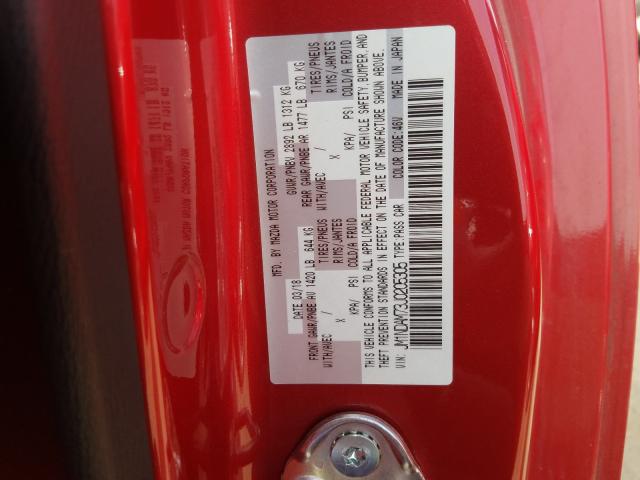 MFD. BY MAZDA MOTOR CORPORATION
DATE 03/18 GVWR/PNBV 2892 LB 1312 KG
FRONT GAWR/PNBE AV 1420 LB 644 KG REAR GAWR/PNBE AR 1477 LB 670 KG
WITH/AVEC TIRES/PNEUS WITH/AVEC TIRES/PNEUS
/ X RIMS/JANTES / X RIMS/JANTES
KPA/ PSI COLD/A FROID KPA/ PSI COLD/A FROID
THIS VEHICLE CONFORMS TO ALL APPLICABLE FEDERAL MOTOR VEHICLE SAFETY, BUMPER, AND
THEFT PREVENTION STANDARDS IN EFFECT ON THE DATE OF MANUFACTURE SHOWN ABOVE.
VIN: JM1NDAM73J0205305 TYPE:PASS CAR COLOR CODE:46V MADE IN JAPAN